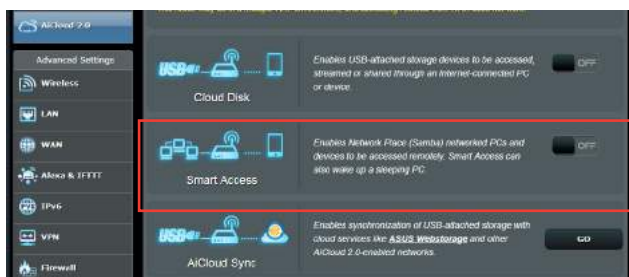 AiCloud 2.0
Enables USB-attached storage devices to be accessed,
streamed or shared through an Internet-connected PC
or device.
OFF
USB
Cloud Disk
Advanced Settings
Wireless
LAN
WAN
Alexa & IFTTT
IPv6
VPN
Firewall
Enables Network Place (Samba) networked PCs and
devices to be accessed remotely. Smart Access can
also wake up a sleeping PC.
OFF
Smart Access
Enables synchronization of USB-attached storage with
cloud services like ASUS Webstorage and other
AiCloud 2.0-enabled networks.
GO
USB
AiCloud Sync